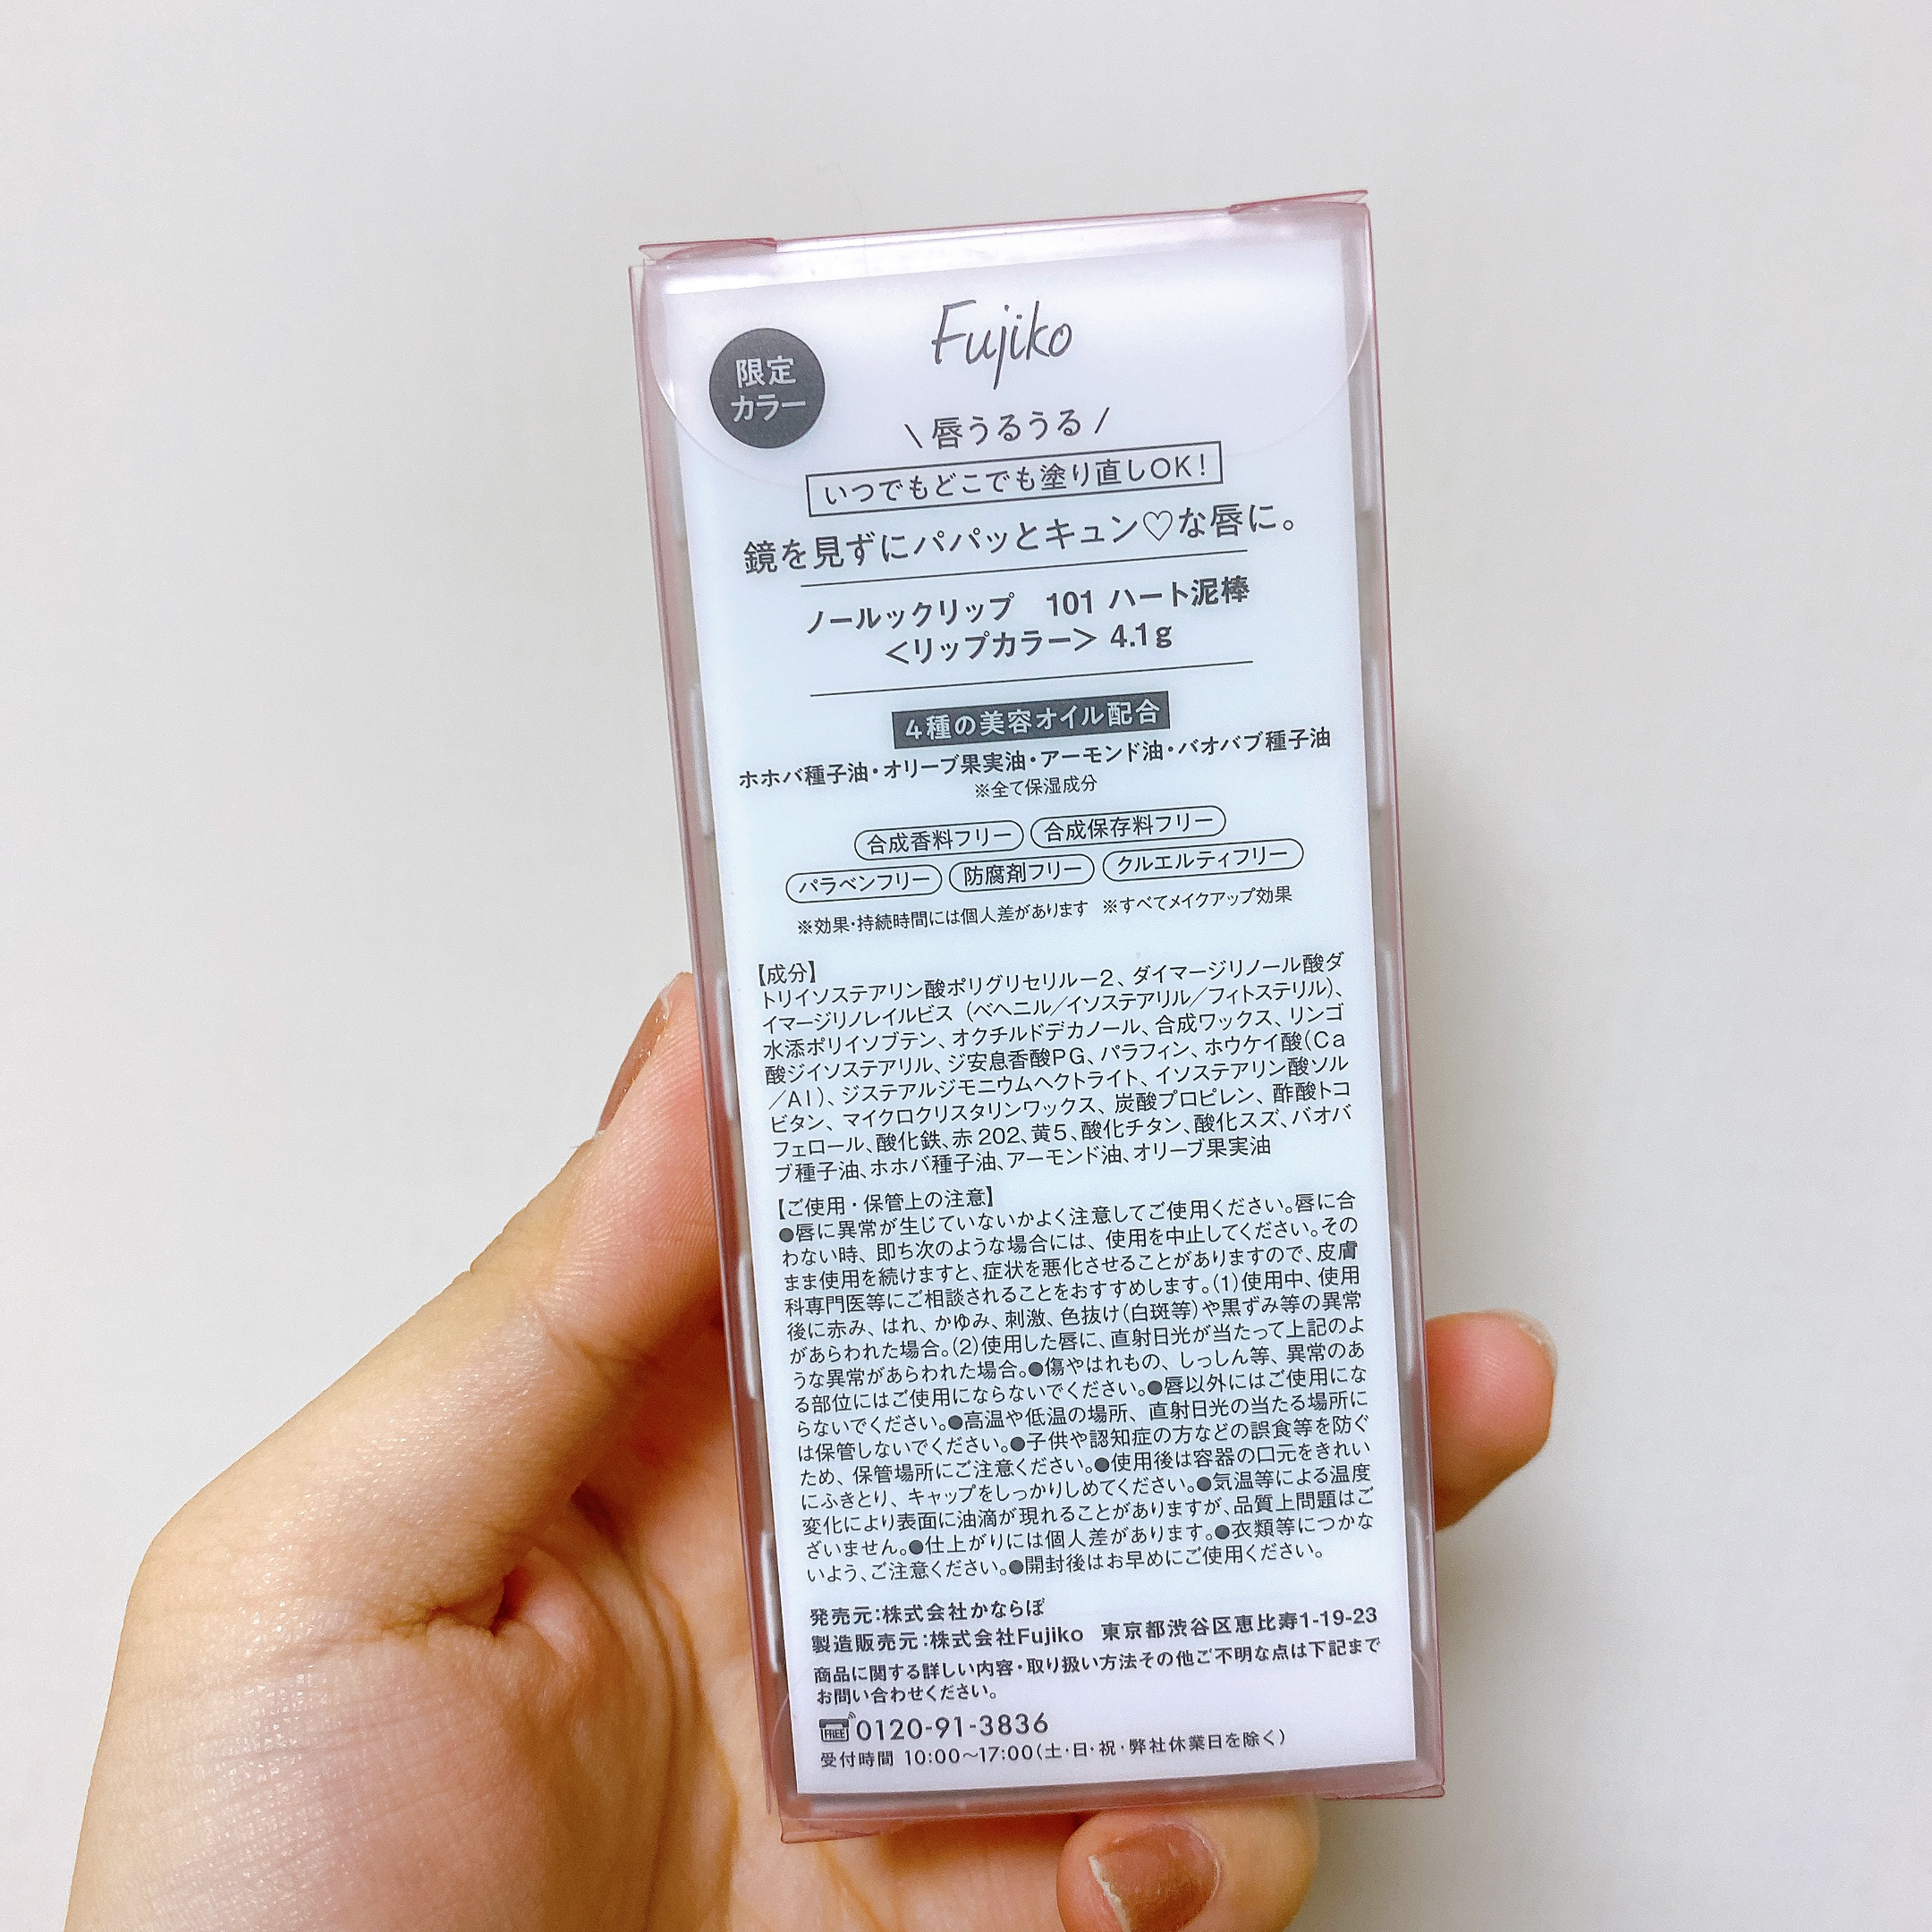 Fujiko
限定
カラー
\ 唇うるうる /
いつでもどこでも塗り直しOK!
鏡を見ずにパパッとキュン♡な唇に。
ノールックリップ 101 ハート泥棒
<リップカラー> 4.1g
4種の美容オイル配合
ホホバ種子油・オリーブ果実油・アーモンド油・バオバブ種子油
※全て保湿成分
合成香料フリー 合成保存料フリー
パラベンフリー 防腐剤フリー クルエルティフリー
※効果・持続時間には個人差があります ※すべてメイクアップ効果
【成分】
トリイソステアリン酸ポリグリセリル−2、ダイマージリノール酸ダ
イマージリノレイルビス(ベヘニル/イソステアリル/フィトステリル)、
水添ポリイソブテン、オクチルドデカノール、合成ワックス、リンゴ
酸ジイソステアリル、ジ安息香酸PG、パラフィン、ホウケイ酸(Ca
/Al)、ジステアルジモニウムヘクトライト、イソステアリン酸ソル
ビタン、マイクロクリスタリンワックス、炭酸プロピレン、酢酸トコ
フェロール、酸化鉄、赤202、黄5、酸化チタン、酸化スズ、バオバ
ブ種子油、ホホバ種子油、アーモンド油、オリーブ果実油
【ご使用・保管上の注意】
●唇に異常が生じていないかよく注意してご使用ください。唇に合
わない時、即ち次のような場合には、使用を中止してください。その
まま使用を続けますと、症状を悪化させることがありますので、皮膚
科専門医等にご相談されることをおすすめします。(1)使用中、使用
後に赤み、はれ、かゆみ、刺激、色抜け(白斑等)や黒ずみ等の異常
があらわれた場合。(2)使用した唇に、直射日光が当たって上記のよ
うな異常があらわれた場合。●傷やはれもの、しっしん等、異常のあ
る部位にはご使用にならないでください。●唇以外にはご使用にな
らないでください。●高温や低温の場所、直射日光の当たる場所に
は保管しないでください。●子供や認知症の方などの誤食等を防ぐ
ため、保管場所にご注意ください。●使用後は容器の口元をきれい
にふきとり、キャップをしっかりしめてください。●気温等による温度
変化により表面に油滴が現れることがありますが、品質上問題はご
ざいません。●仕上がりには個人差があります。●衣類等につかな
いよう、ご注意ください。●開封後はお早めにご使用ください。
発売元:株式会社かならぼ
製造販売元:株式会社Fujiko 東京都渋谷区恵比寿1-19-23
商品に関する詳しい内容・取り扱い方法その他ご不明な点は下記まで
お問い合わせください。
FREE 0120-91-3836
受付時間 10:00~17:00(土・日・祝・弊社休業日を除く)